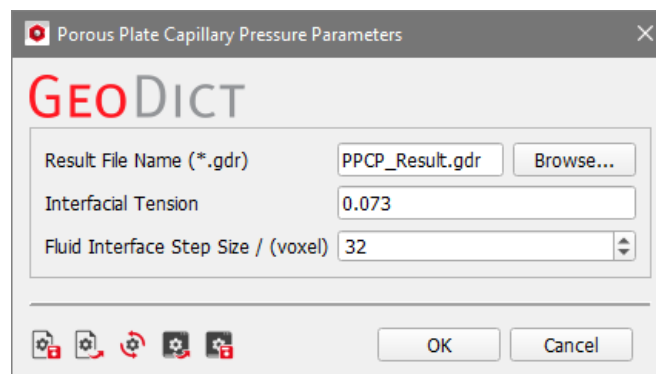 Porous Plate Capillary Pressure Parameters
GEODICT
Result File Name (*.gdr) PPCP_Result.gdr Browse...
Interfacial Tension 0.073
Fluid Interface Step Size / (voxel) 32
OK Cancel